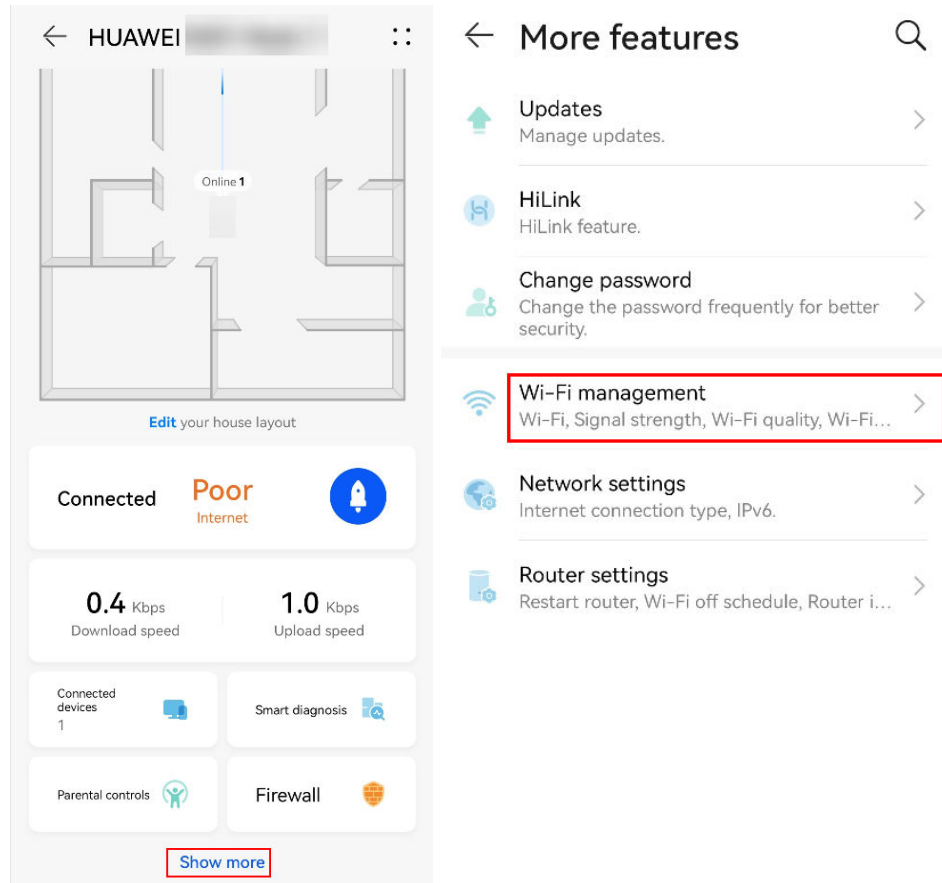 HUAWEI
Online 1
Edit your house layout
Connected
Poor
Internet
0.4 Kbps
Download speed
1.0 Kbps
Upload speed
Connected
devices
1
Smart diagnosis
Parental controls
Firewall
Show more
More features
Updates
Manage updates.
HiLink
HiLink feature.
Change password
Change the password frequently for better
security.
Wi-Fi management
Wi-Fi, Signal strength, Wi-Fi quality, Wi-Fi...
Network settings
Internet connection type, IPv6.
Router settings
Restart router, Wi-Fi off schedule, Router i...